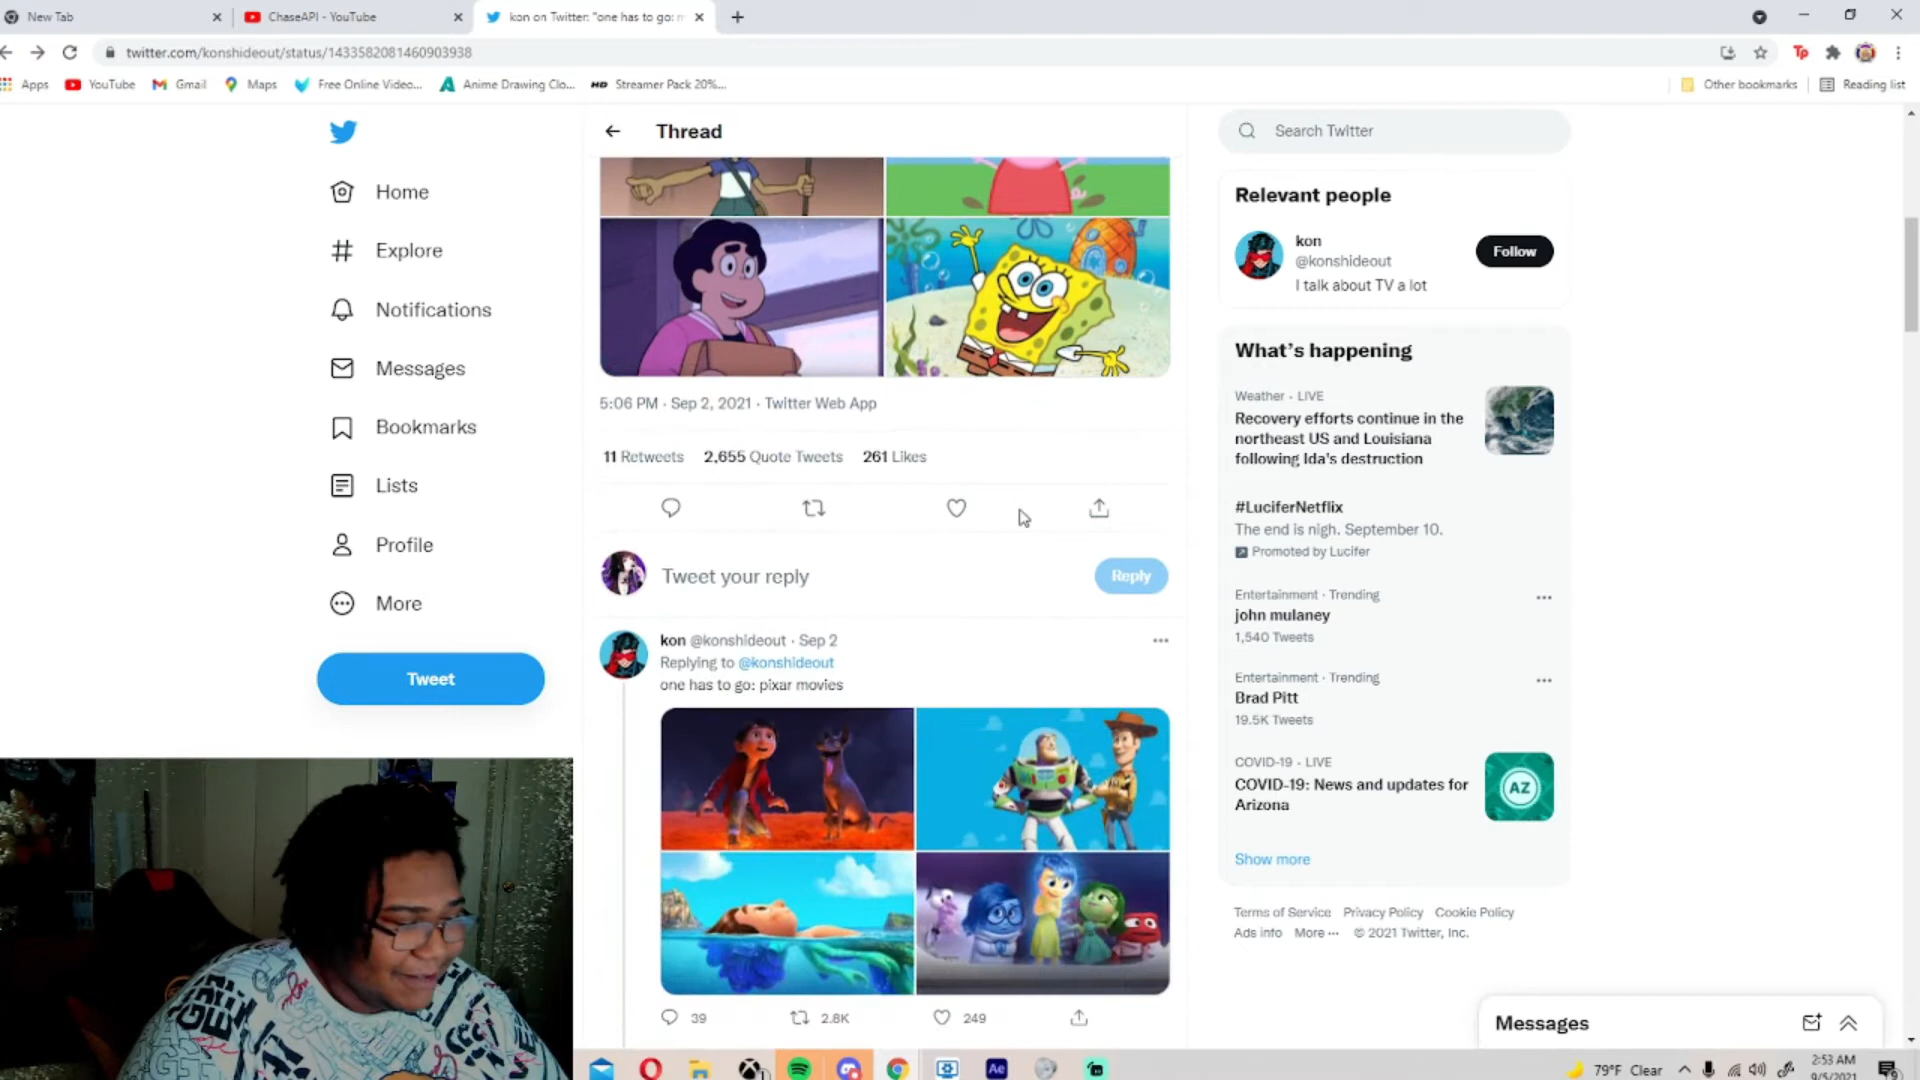 New Tab
ChaseAPI - YouTube
kon on Twitter: "one has to go: m
twitter.com/konshideout/status/1433582081460903938
Tp
Apps
YouTube
Gmail
Maps
Free Online Video...
Anime Drawing Clo...
HD
Streamer Pack 20%...
Other bookmarks
Reading list
Home
Explore
Notifications
Messages
Bookmarks
Lists
Profile
More
Tweet
Thread
5:06 PM · Sep 2, 2021 · Twitter Web App
11 Retweets 2,655 Quote Tweets 261 Likes
Tweet your reply
Reply
kon @konshideout · Sep 2
Replying to @konshideout
one has to go: pixar movies
39
2.8K
249
Search Twitter
Relevant people
kon
@konshideout
I talk about TV a lot
Follow
What's happening
Weather · LIVE
Recovery efforts continue in the
northeast US and Louisiana
following Ida's destruction
#LuciferNetflix
The end is nigh. September 10.
Promoted by Lucifer
Entertainment · Trending
john mulaney
1,540 Tweets
Entertainment · Trending
Brad Pitt
19.5K Tweets
COVID-19 · LIVE
COVID-19: News and updates for
Arizona
AZ
Show more
Terms of Service Privacy Policy Cookie Policy
Ads info More ··· © 2021 Twitter, Inc.
Messages
Ae
79°F Clear
2:53 AM
9/5/2021